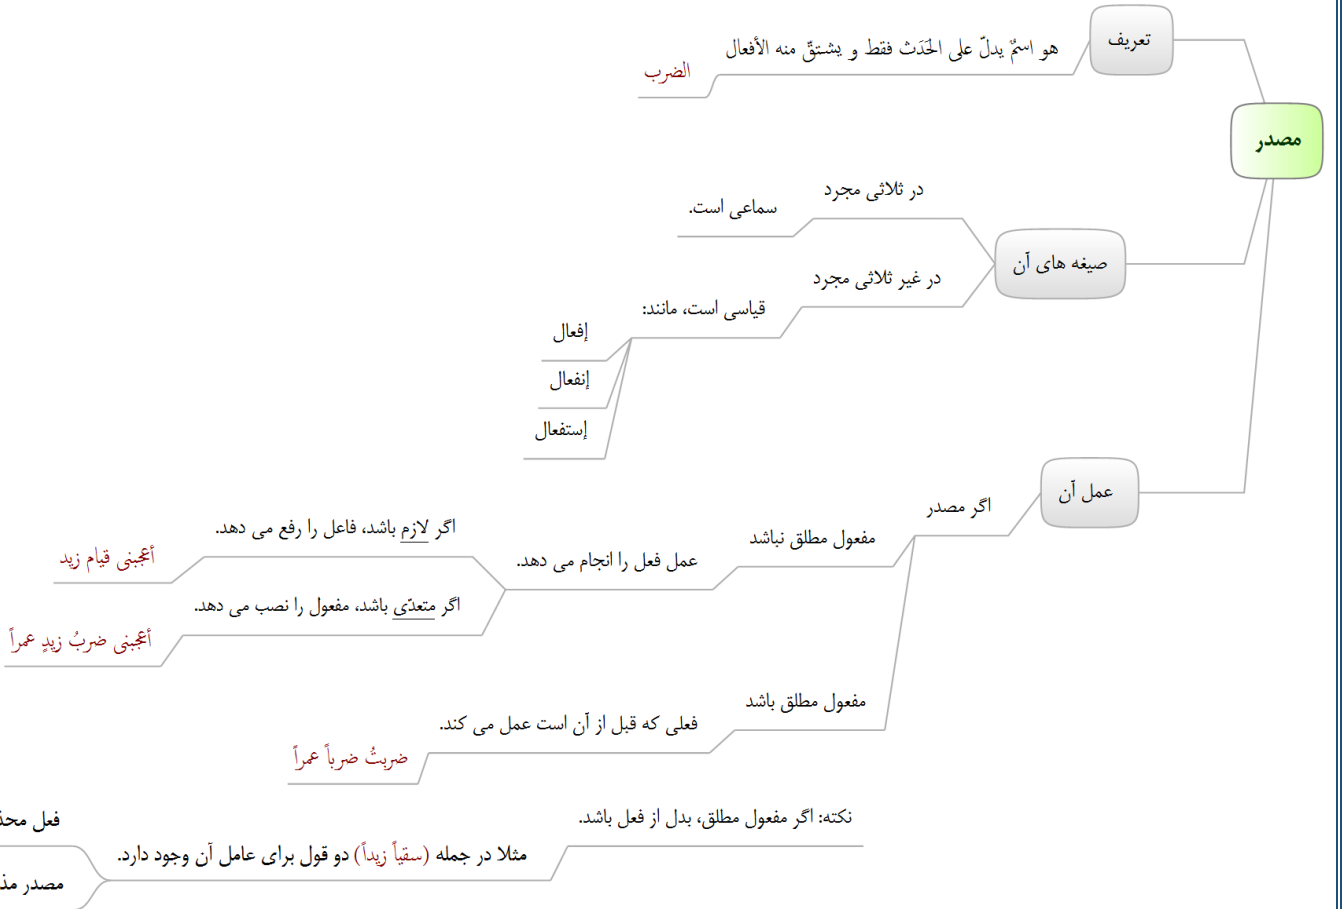 مصدر
تعریف
هو اسمٌ يدلّ على الحَدَث فقط و يشتقّ منه الأفعال
الضرب
صیغه های آن
در ثلاثی مجرد
سماعی است.
در غیر ثلاثی مجرد
قیاسی است، مانند:
إفعال
إنفعال
إستفعال
عمل آن
اگر مصدر
مفعول مطلق نباشد
عمل فعل را انجام می دهد.
اگر لازم باشد، فاعل را رفع می دهد.
أعجبنی قیام زید
اگر متعدّی باشد، مفعول را نصب می دهد.
أعجبنی ضربُ زیدٍ عمراً
مفعول مطلق باشد
فعلی که قبل از آن است عمل می کند.
ضربتُ ضرباً عمراً
نکته: اگر مفعول مطلق، بدل از فعل باشد.
مثلا در جمله (سقیاً زیداً) دو قول برای عامل آن وجود دارد.
فعل
مصدر